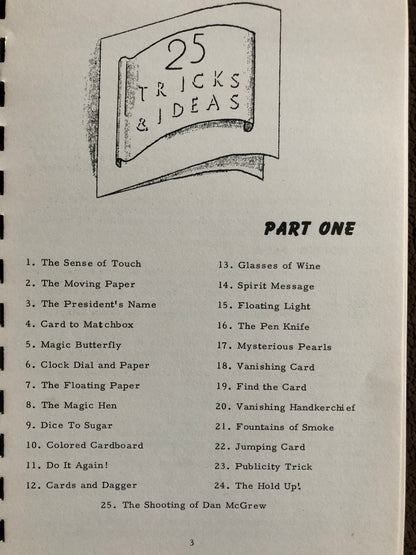 25
TRICKS
& IDEAS
PART ONE
1. The Sense of Touch
2. The Moving Paper
3. The President's Name
4. Card to Matchbox
5. Magic Butterfly
6. Clock Dial and Paper
7. The Floating Paper
8. The Magic Hen
9. Dice To Sugar
10. Colored Cardboard
11. Do It Again!
12. Cards and Dagger
13. Glasses of Wine
14. Spirit Message
15. Floating Light
16. The Pen Knife
17. Mysterious Pearls
18. Vanishing Card
19. Find the Card
20. Vanishing Handkerchief
21. Fountains of Smoke
22. Jumping Card
23. Publicity Trick
24. The Hold Up!
25. The Shooting of Dan McGrew
3